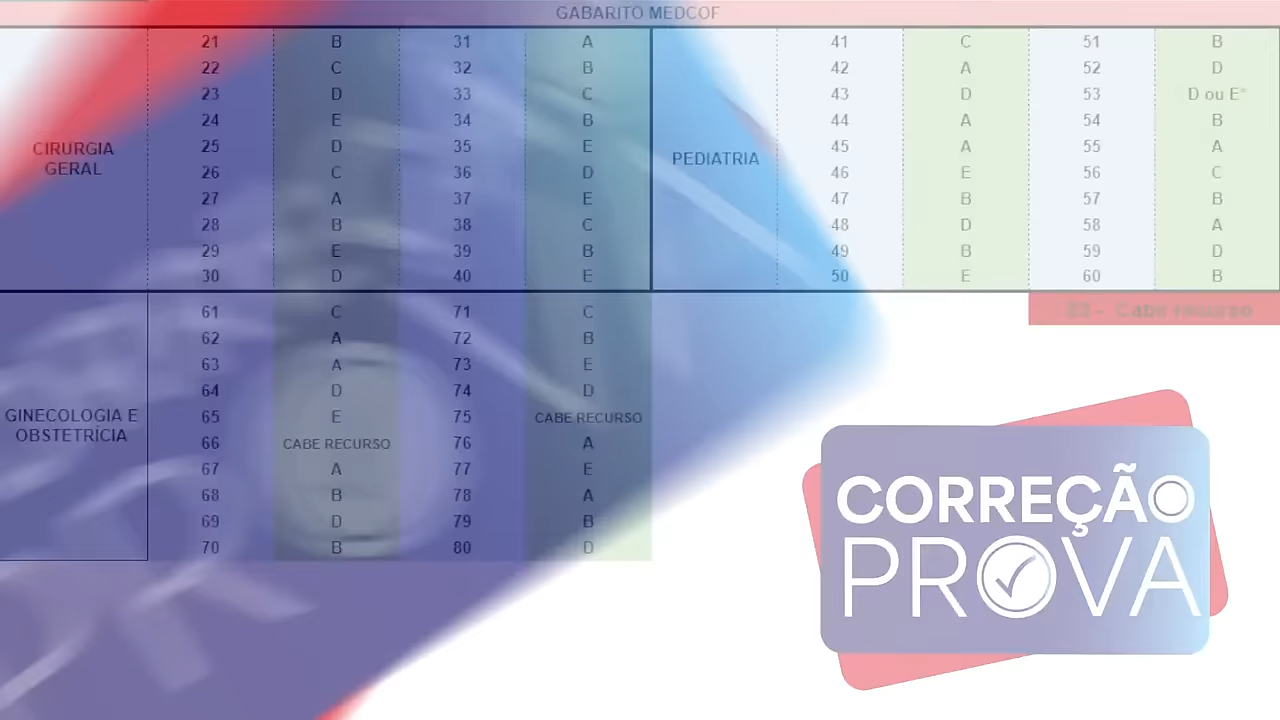 GABARITO MEDCOF
21 B 31 A 41 C 51 B
22 C 32 B 42 A 52 D
23 D 33 C 43 D 53 D ou E*
24 E 34 B 44 A 54 B
CIRURGIA
GERAL
25 D 35 E PEDIATRIA 45 A 55 A
26 C 36 D 46 E 56 C
27 A 37 E 47 B 57 B
28 B 38 C 48 D 58 A
29 E 39 B 49 B 59 D
30 D 40 E 50 E 60 B
Cabe recurso
61 C 71 C
62 A 72 B
63 A 73 E
64 D 74 D
GINECOLOGIA E
OBSTETRÍCIA
65 E 75 CABE RECURSO
66 CABE RECURSO 76 A
67 A 77 E
68 B 78 A
69 D 79 B
70 B 80 D
CORREÇÃO
PROVA